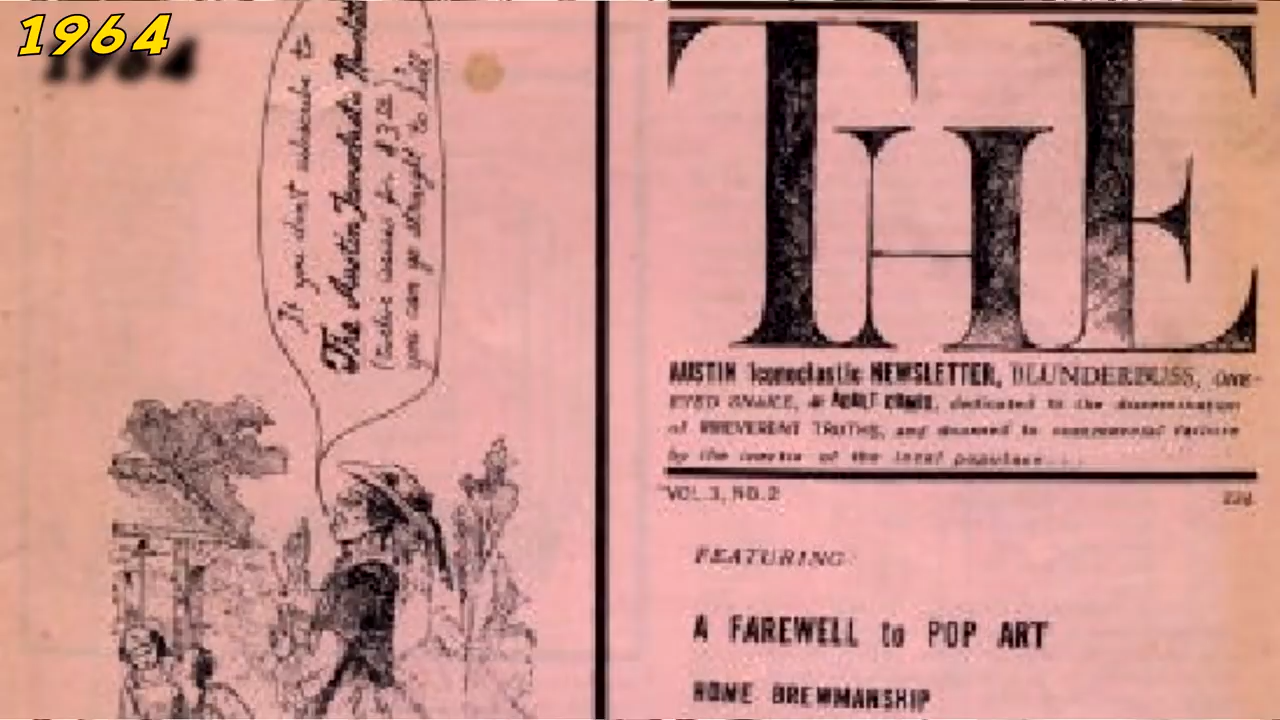 1964
If you don't subscribe to
The Austin Iconoclastic Newsletter
(twelve issues for $3.00)
you can go straight to hell
THE
AUSTIN Iconoclastic NEWSLETTER, BLUNDERBUSS, ONE-
EYED SNAKE, & ADULT COMIX, dedicated to the dissemination
of IRREVERENT TRUTHS, and doomed to commercial failure
by the inertia of the local populace....
VOL.1, NO.2
FEATURING
A FAREWELL to POP ART
HOME BREWMANSHIP